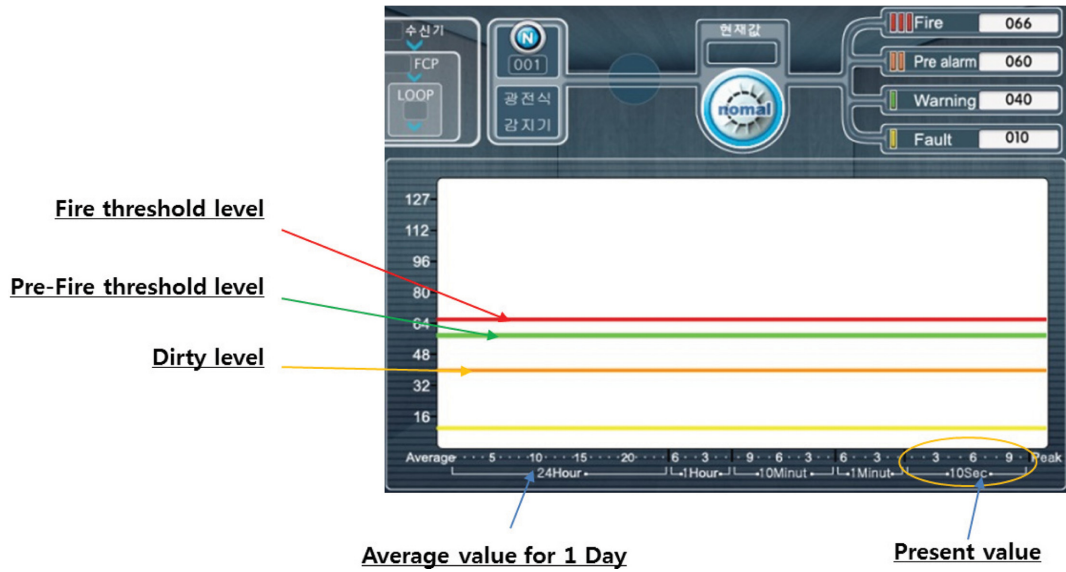 수신기
FCP
LOOP
N
001
광전식
감지기
현재값
nomal
Fire 066
Pre alarm 060
Warning 040
Fault 010
Fire threshold level
Pre-Fire threshold level
Dirty level
127
112
96
80
64
48
32
16
Average 5 10 15 20 6 3 9 6 3 6 3 3 6 9 Peak
24Hour 1Hour 10Minut 1Minut 10Sec
Average value for 1 Day
Present value